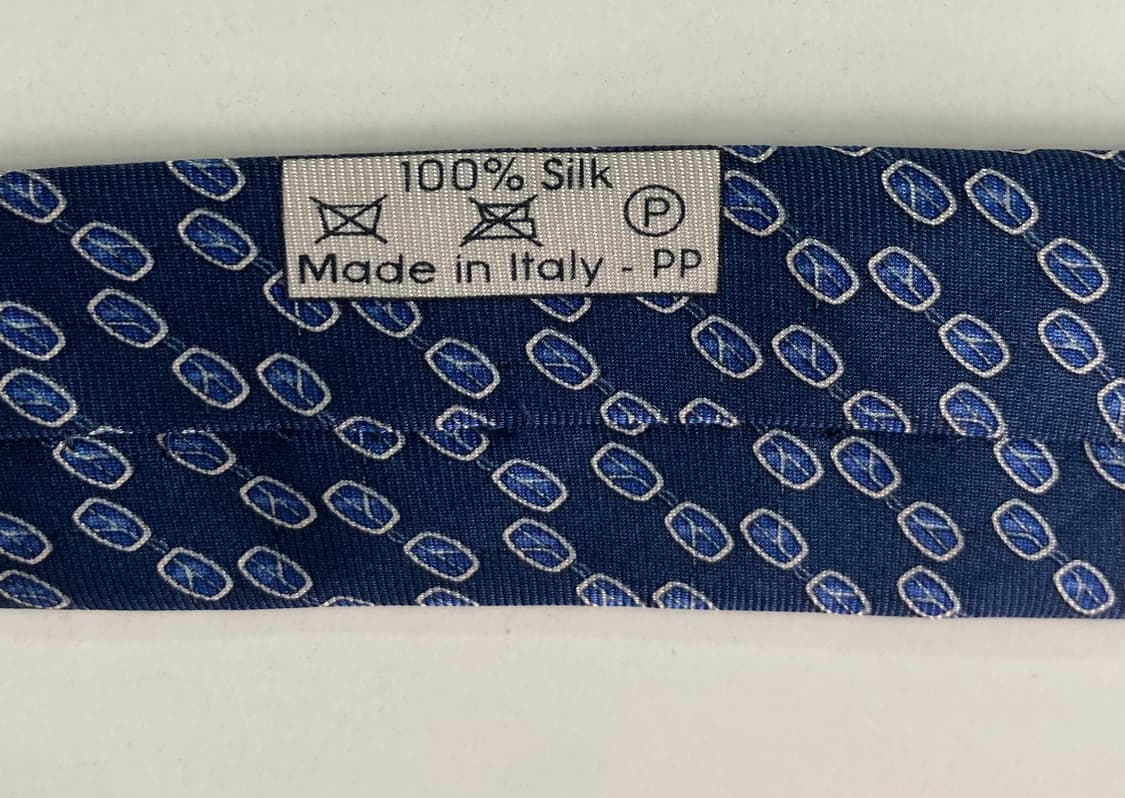 100% Silk
P
Made in Italy - PP